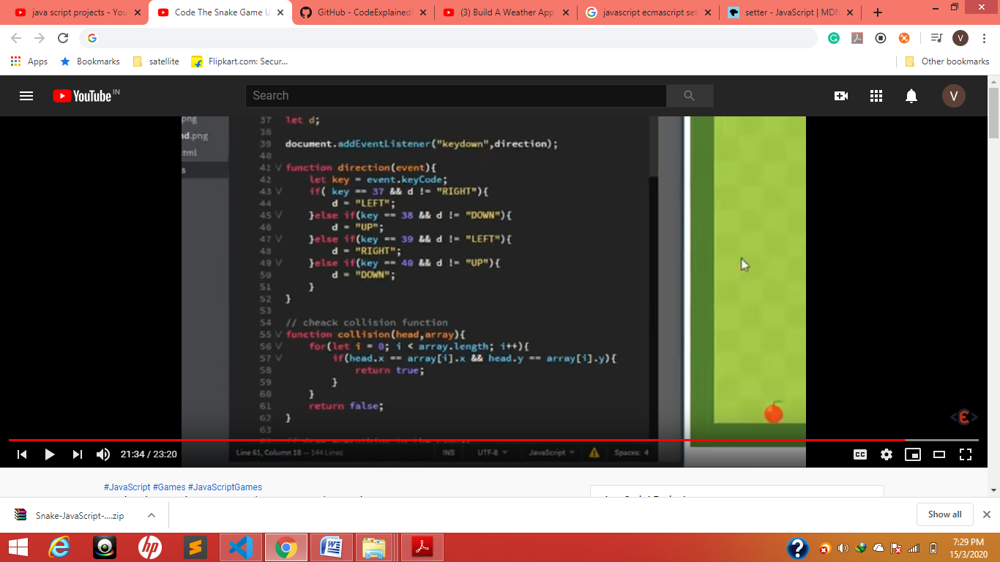 java script projects - You
Code The Snake Game U
GitHub - CodeExplained
(3) Build A Weather App
javascript ecmascript set
setter - JavaScript | MDN
V
Apps
Bookmarks
satellite
Flipkart.com: Secur...
Other bookmarks
YouTube IN
Search
V
png
d.png
tml
s
37 let d;
38
39 document.addEventListener("keydown",direction);
40
41 function direction(event){
42 let key = event.keyCode;
43 if( key == 37 && d != "RIGHT"){
44 d = "LEFT";
45 }else if(key == 38 && d != "DOWN"){
46 d = "UP";
47 }else if(key == 39 && d != "LEFT"){
48 d = "RIGHT";
49 }else if(key == 40 && d != "UP"){
50 d = "DOWN";
51 }
52 }
53
54 // cheack collision function
55 function collision(head,array){
56 for(let i = 0; i < array.length; i++){
57 if(head.x == array[i].x && head.y == array[i].y){
58 return true;
59 }
60 }
61 return false;
62 }
63
Line 61, Column 18 — 144 Lines
INS
UTF-8
JavaScript
Spaces: 4
<E>
21:34 / 23:20
CC
#JavaScript #Games #JavaScriptGames
Snake-JavaScript-....zip
Show all
hp
7:29 PM
15/3/2020